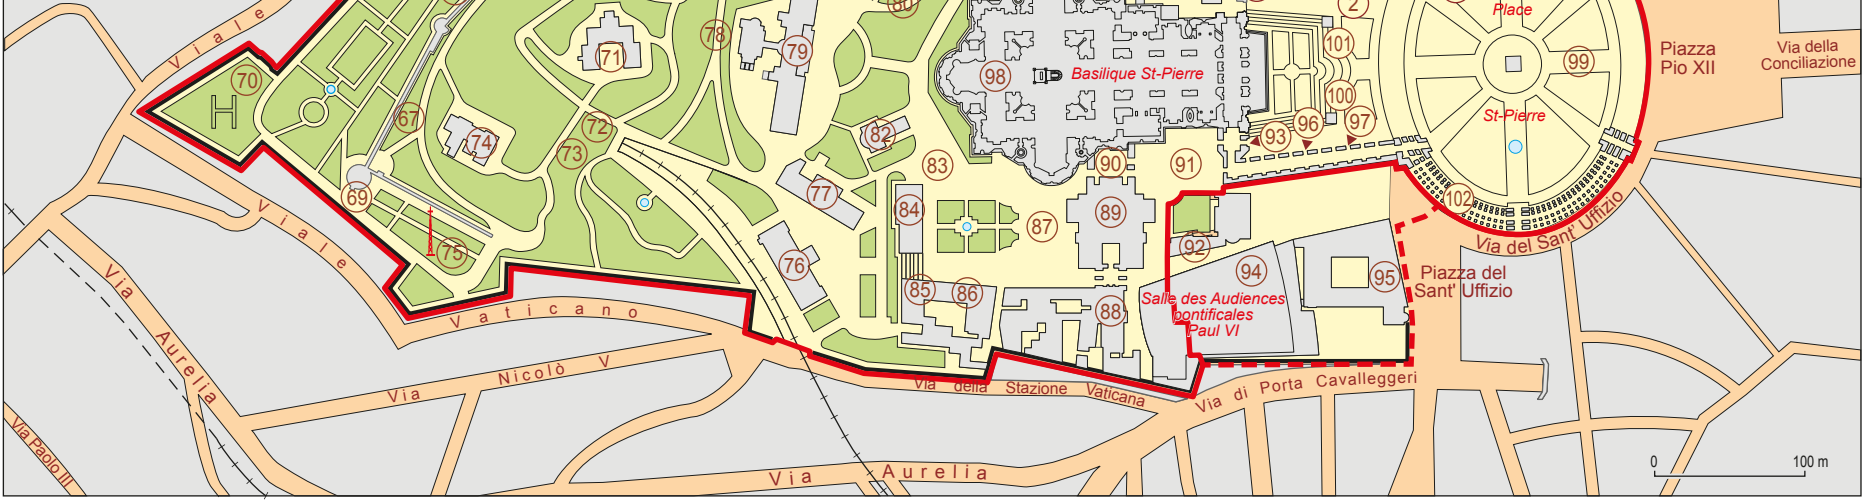 80
2
Place
78
79
71
101
99
Piazza
Pio XII
Via della
Conciliazione
Viale
70
H
98
Basilique St-Pierre
100
St-Pierre
67
72
73
74
82
93
96
97
83
90
91
69
77
84
87
89
102
Via del Sant' Uffizio
75
76
92
94
95
Piazza del
Sant' Uffizio
Viale
Vaticano
85
86
88
Salle des Audiences
pontificales
Paul VI
Via
Aurelia
Via Nicolò V
Via della Stazione Vaticana
Via di Porta Cavalleggeri
Via Paolo III
Via Aurelia
0 100 m